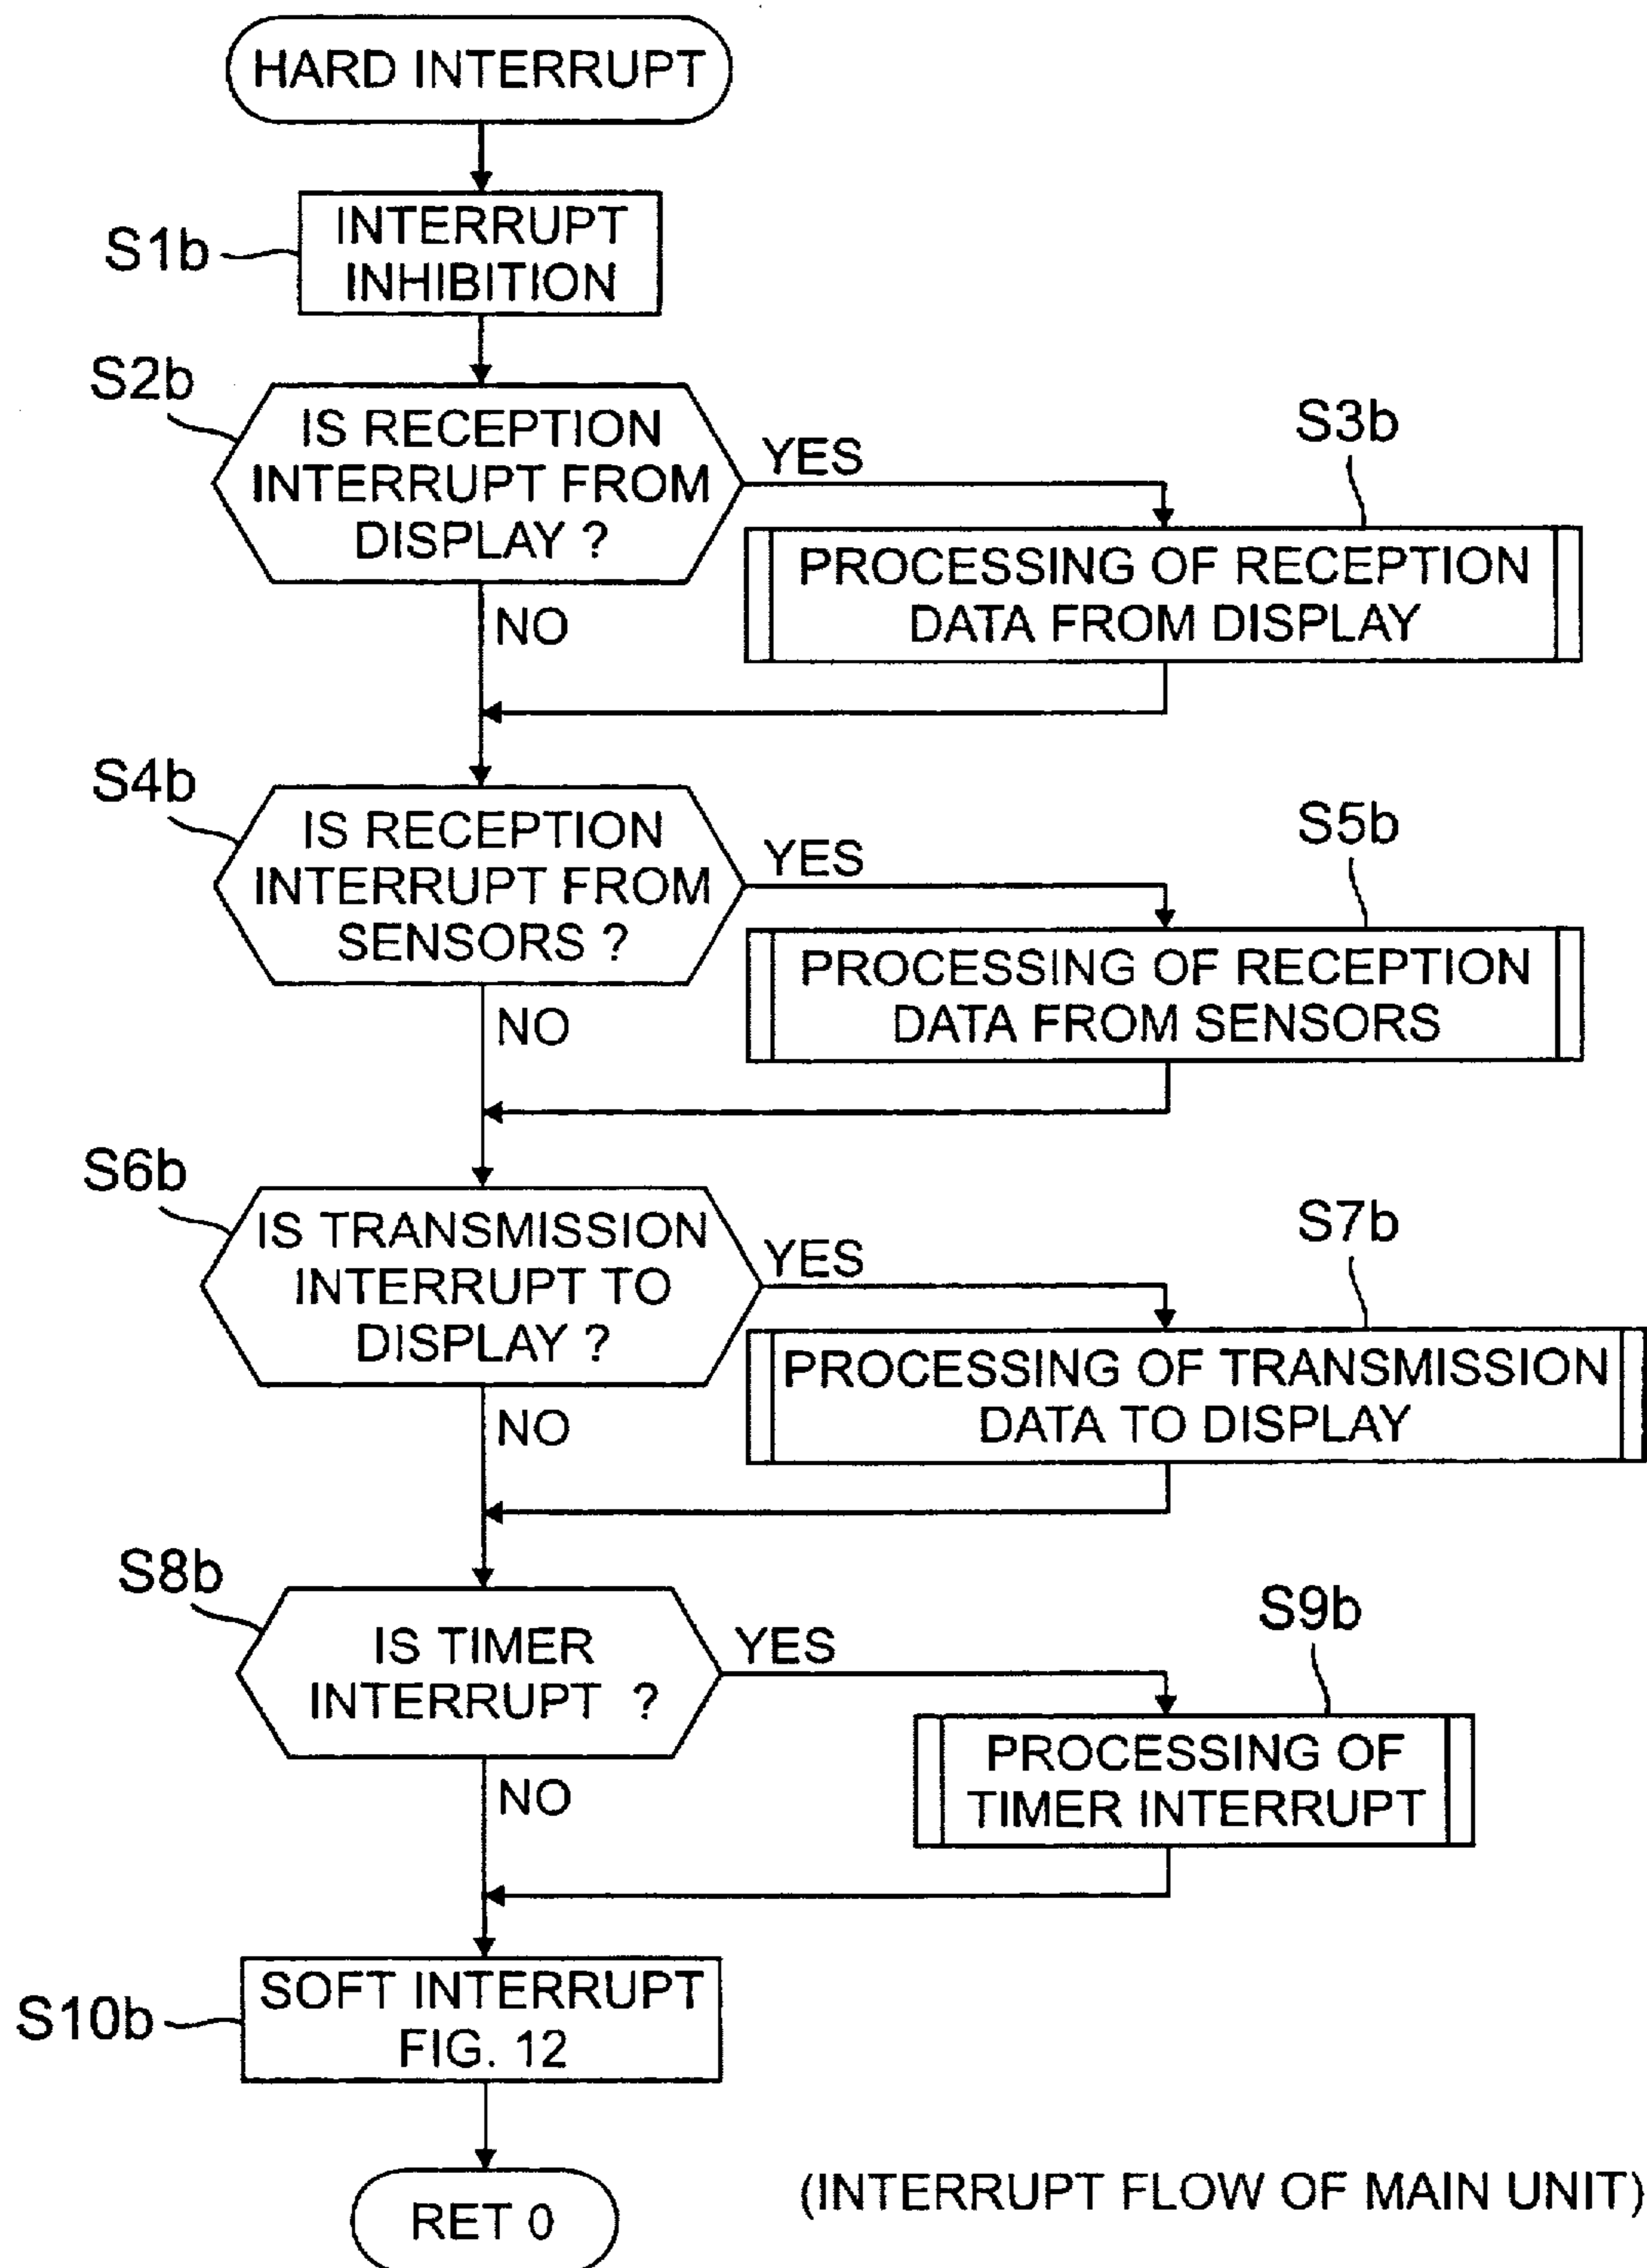 HARD INTERRUPT
S1b
INTERRUPT
INHIBITION
S2b
IS RECEPTION
INTERRUPT FROM
DISPLAY ?
YES
NO
S3b
PROCESSING OF RECEPTION
DATA FROM DISPLAY
S4b
IS RECEPTION
INTERRUPT FROM
SENSORS ?
YES
NO
S5b
PROCESSING OF RECEPTION
DATA FROM SENSORS
S6b
IS TRANSMISSION
INTERRUPT TO
DISPLAY ?
YES
NO
S7b
PROCESSING OF TRANSMISSION
DATA TO DISPLAY
S8b
IS TIMER
INTERRUPT ?
YES
NO
S9b
PROCESSING OF
TIMER INTERRUPT
S10b
SOFT INTERRUPT
FIG. 12
RET 0
(INTERRUPT FLOW OF MAIN UNIT)